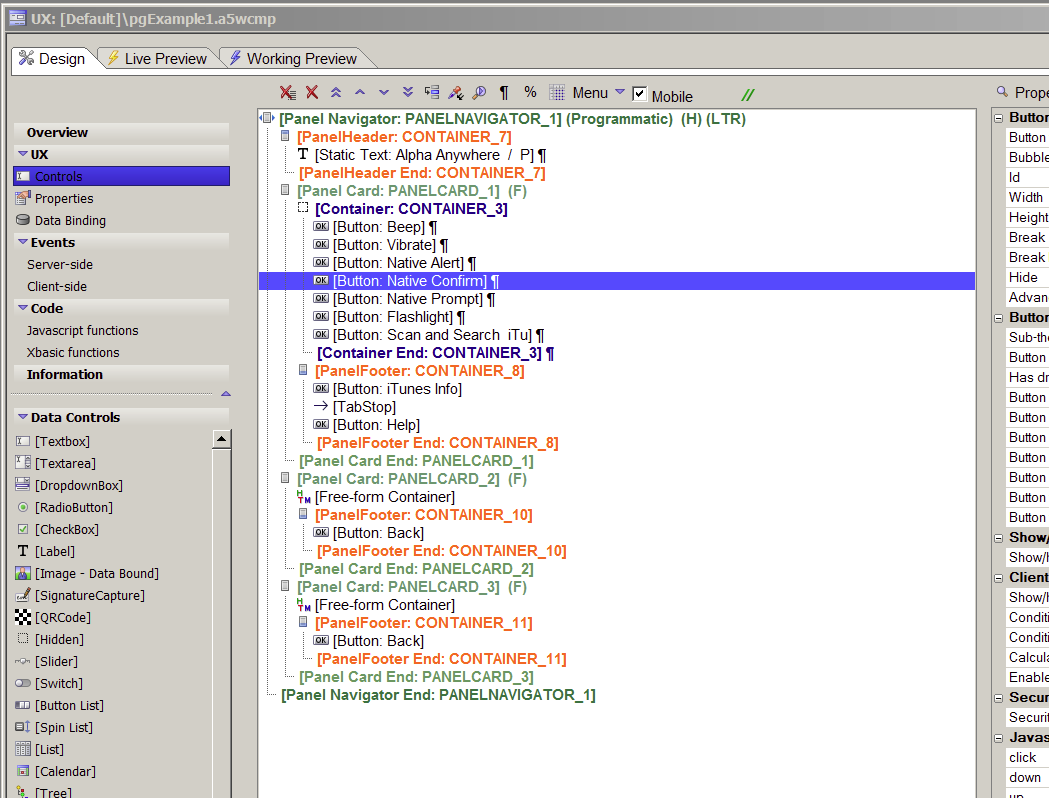 UX: [Default]\pgExample1.a5wcmp
Design
Live Preview
Working Preview
Menu
Mobile
//
Overview
UX
Controls
Properties
Data Binding
Events
Server-side
Client-side
Code
Javascript functions
Xbasic functions
Information
Data Controls
[Textbox]
[Textarea]
[DropdownBox]
[RadioButton]
[CheckBox]
[Label]
[Image - Data Bound]
[SignatureCapture]
[QRCode]
[Hidden]
[Slider]
[Switch]
[Button List]
[Spin List]
[List]
[Calendar]
[Tree]
[Panel Navigator: PANELNAVIGATOR_1] (Programmatic) (H) (LTR)
[PanelHeader: CONTAINER_7]
[Static Text: Alpha Anywhere / P] ¶
[PanelHeader End: CONTAINER_7]
[Panel Card: PANELCARD_1] (F)
[Container: CONTAINER_3]
[Button: Beep] ¶
[Button: Vibrate] ¶
[Button: Native Alert] ¶
[Button: Native Confirm] ¶
[Button: Native Prompt] ¶
[Button: Flashlight] ¶
[Button: Scan and Search iTu] ¶
[Container End: CONTAINER_3] ¶
[PanelFooter: CONTAINER_8]
[Button: iTunes Info]
[TabStop]
[Button: Help]
[PanelFooter End: CONTAINER_8]
[Panel Card End: PANELCARD_1]
[Panel Card: PANELCARD_2] (F)
[Free-form Container]
[PanelFooter: CONTAINER_10]
[Button: Back]
[PanelFooter End: CONTAINER_10]
[Panel Card End: PANELCARD_2]
[Panel Card: PANELCARD_3] (F)
[Free-form Container]
[PanelFooter: CONTAINER_11]
[Button: Back]
[PanelFooter End: CONTAINER_11]
[Panel Card End: PANELCARD_3]
[Panel Navigator End: PANELNAVIGATOR_1]
Prope
Button
Button
Bubble
Id
Width
Height
Break
Break
Hide
Advan
Button
Sub-the
Button
Has dr
Button
Button
Button
Button
Button
Button
Button
Show/
Show/h
Client
Show/h
Conditi
Conditi
Calcula
Enable
Secur
Securit
Javas
click
down